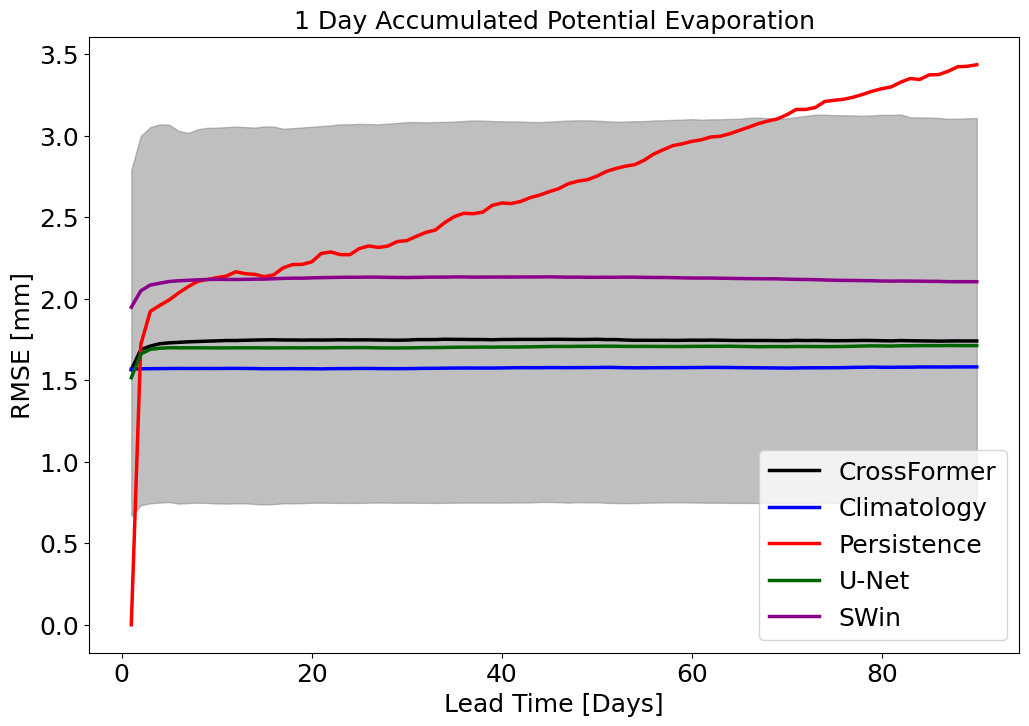 1 Day Accumulated Potential Evaporation
RMSE [mm]
3.5
3.0
2.5
2.0
1.5
1.0
0.5
0.0
0 20 40 60 80
Lead Time [Days]
CrossFormer
Climatology
Persistence
U-Net
SWin